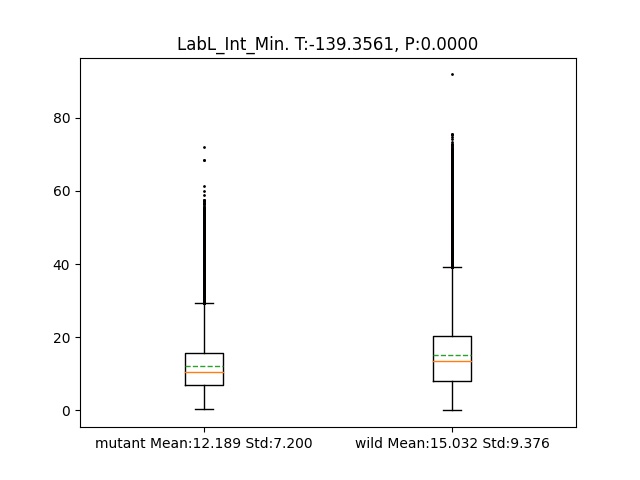 LabL_Int_Min. T:-139.3561, P:0.0000
80
60
40
20
0
mutant Mean:12.189 Std:7.200
wild Mean:15.032 Std:9.376